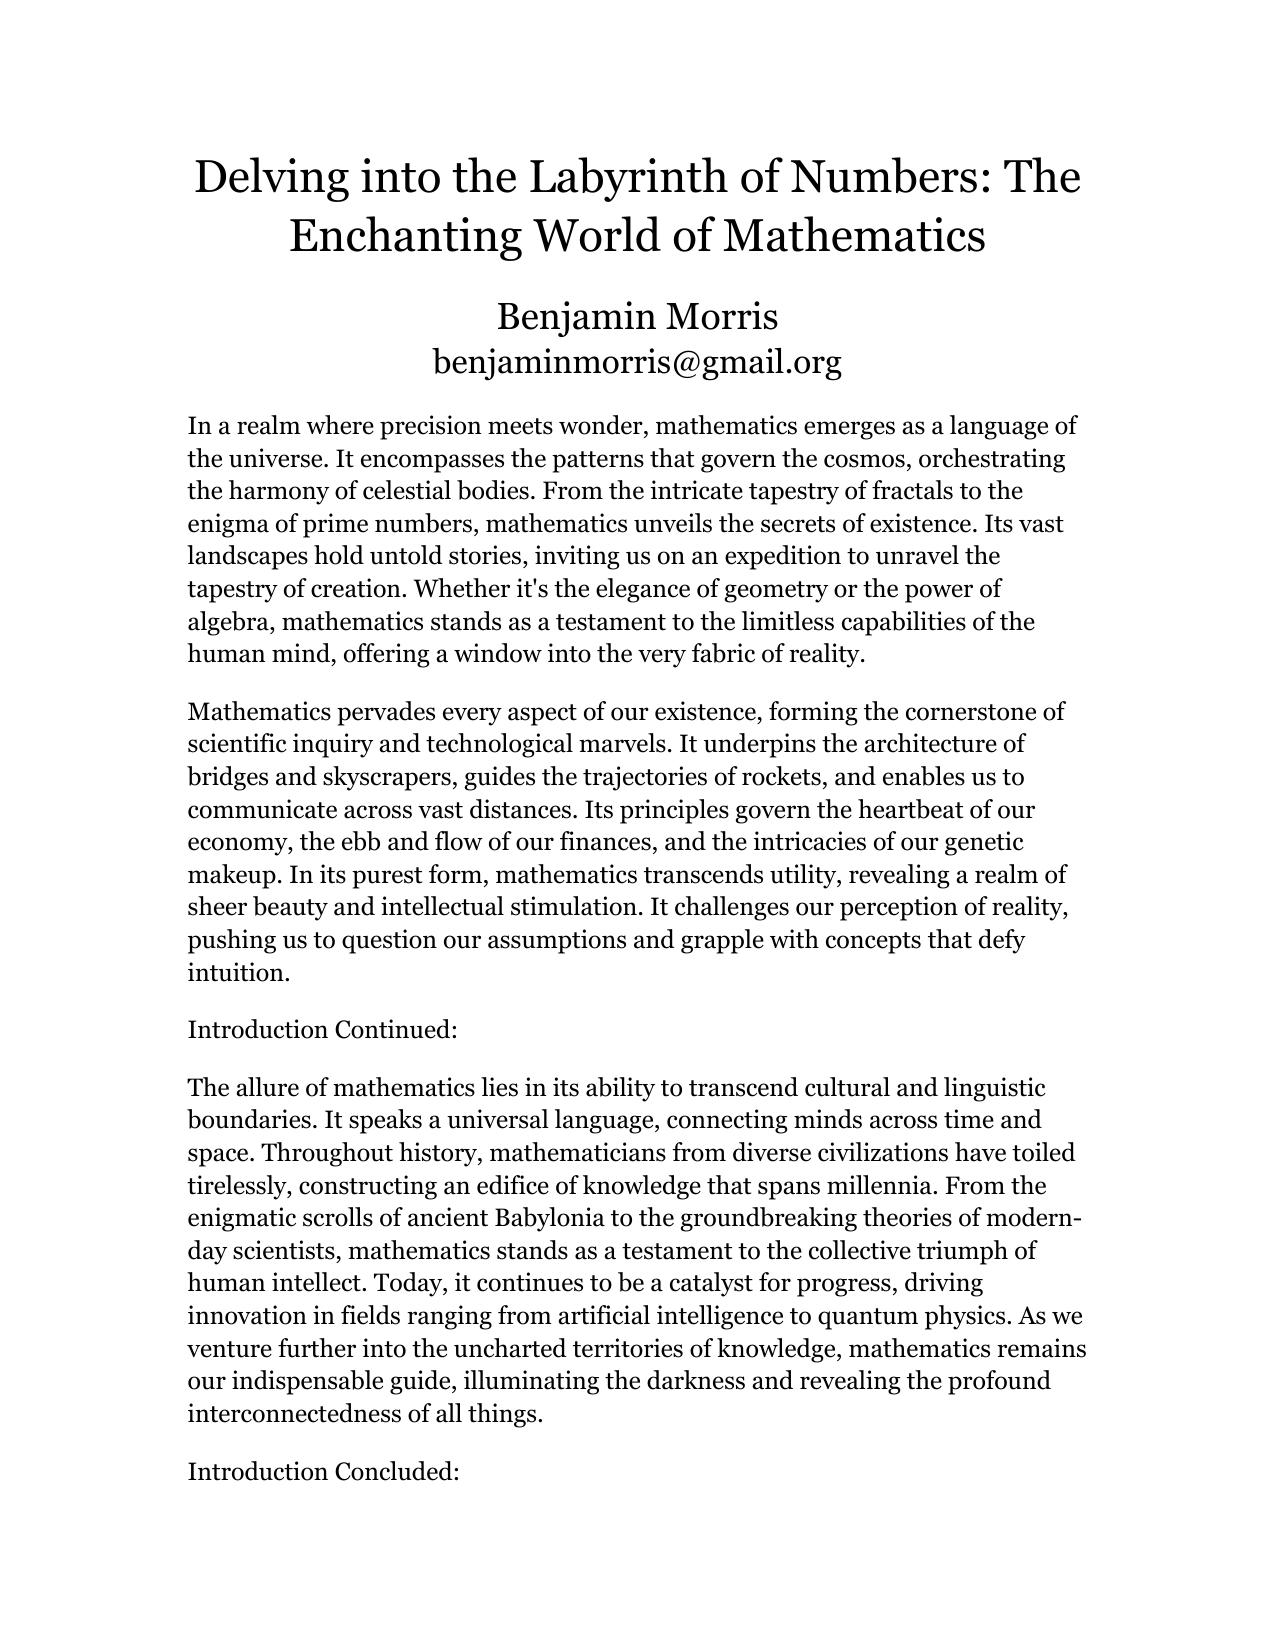 Delving into the Labyrinth of Numbers: The
Enchanting World of Mathematics
Benjamin Morris
benjaminmorris@gmail.org
In a realm where precision meets wonder, mathematics emerges as a language of
the universe. It encompasses the patterns that govern the cosmos, orchestrating
the harmony of celestial bodies. From the intricate tapestry of fractals to the
enigma of prime numbers, mathematics unveils the secrets of existence. Its vast
landscapes hold untold stories, inviting us on an expedition to unravel the
tapestry of creation. Whether it's the elegance of geometry or the power of
algebra, mathematics stands as a testament to the limitless capabilities of the
human mind, offering a window into the very fabric of reality.
Mathematics pervades every aspect of our existence, forming the cornerstone of
scientific inquiry and technological marvels. It underpins the architecture of
bridges and skyscrapers, guides the trajectories of rockets, and enables us to
communicate across vast distances. Its principles govern the heartbeat of our
economy, the ebb and flow of our finances, and the intricacies of our genetic
makeup. In its purest form, mathematics transcends utility, revealing a realm of
sheer beauty and intellectual stimulation. It challenges our perception of reality,
pushing us to question our assumptions and grapple with concepts that defy
intuition.
Introduction Continued:
The allure of mathematics lies in its ability to transcend cultural and linguistic
boundaries. It speaks a universal language, connecting minds across time and
space. Throughout history, mathematicians from diverse civilizations have toiled
tirelessly, constructing an edifice of knowledge that spans millennia. From the
enigmatic scrolls of ancient Babylonia to the groundbreaking theories of modern-
day scientists, mathematics stands as a testament to the collective triumph of
human intellect. Today, it continues to be a catalyst for progress, driving
innovation in fields ranging from artificial intelligence to quantum physics. As we
venture further into the uncharted territories of knowledge, mathematics remains
our indispensable guide, illuminating the darkness and revealing the profound
interconnectedness of all things.
Introduction Concluded: